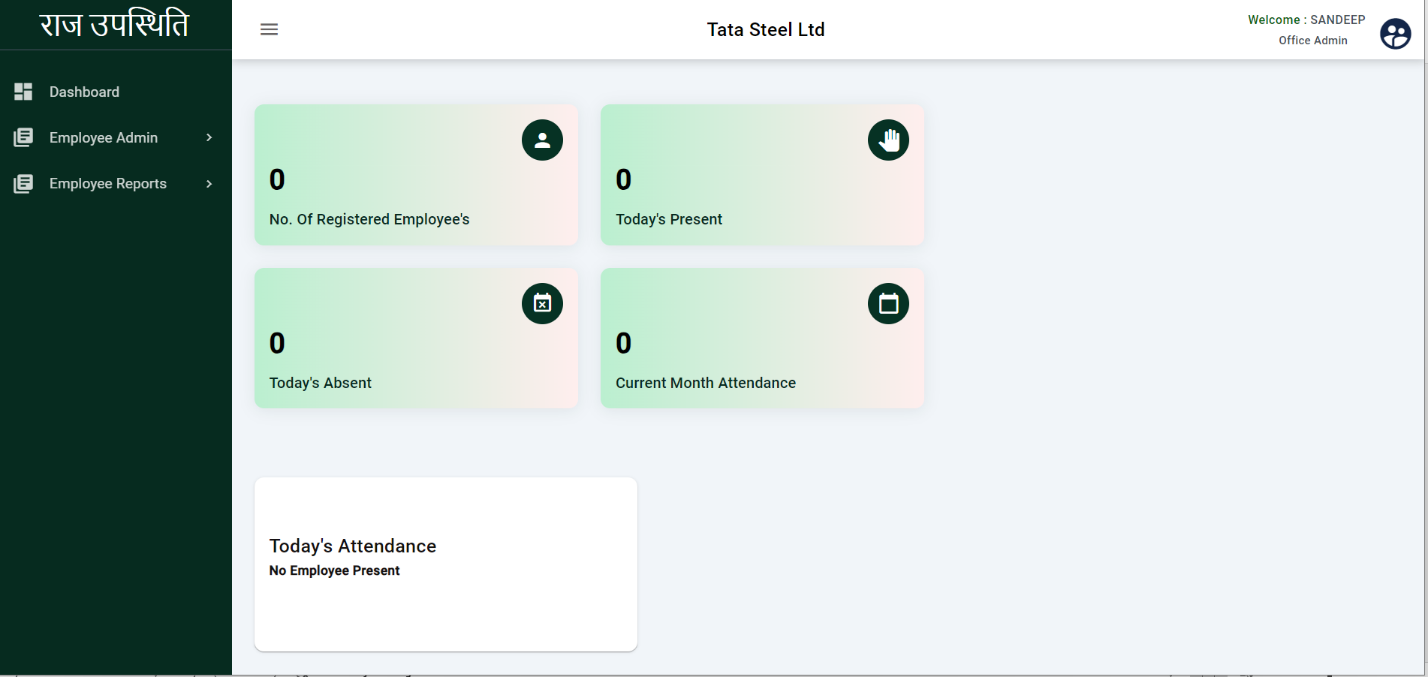 राज उपस्थिति
Tata Steel Ltd
Welcome : SANDEEP
Office Admin
Dashboard
Employee Admin
Employee Reports
0
No. Of Registered Employee's
0
Today's Present
0
Today's Absent
0
Current Month Attendance
Today's Attendance
No Employee Present